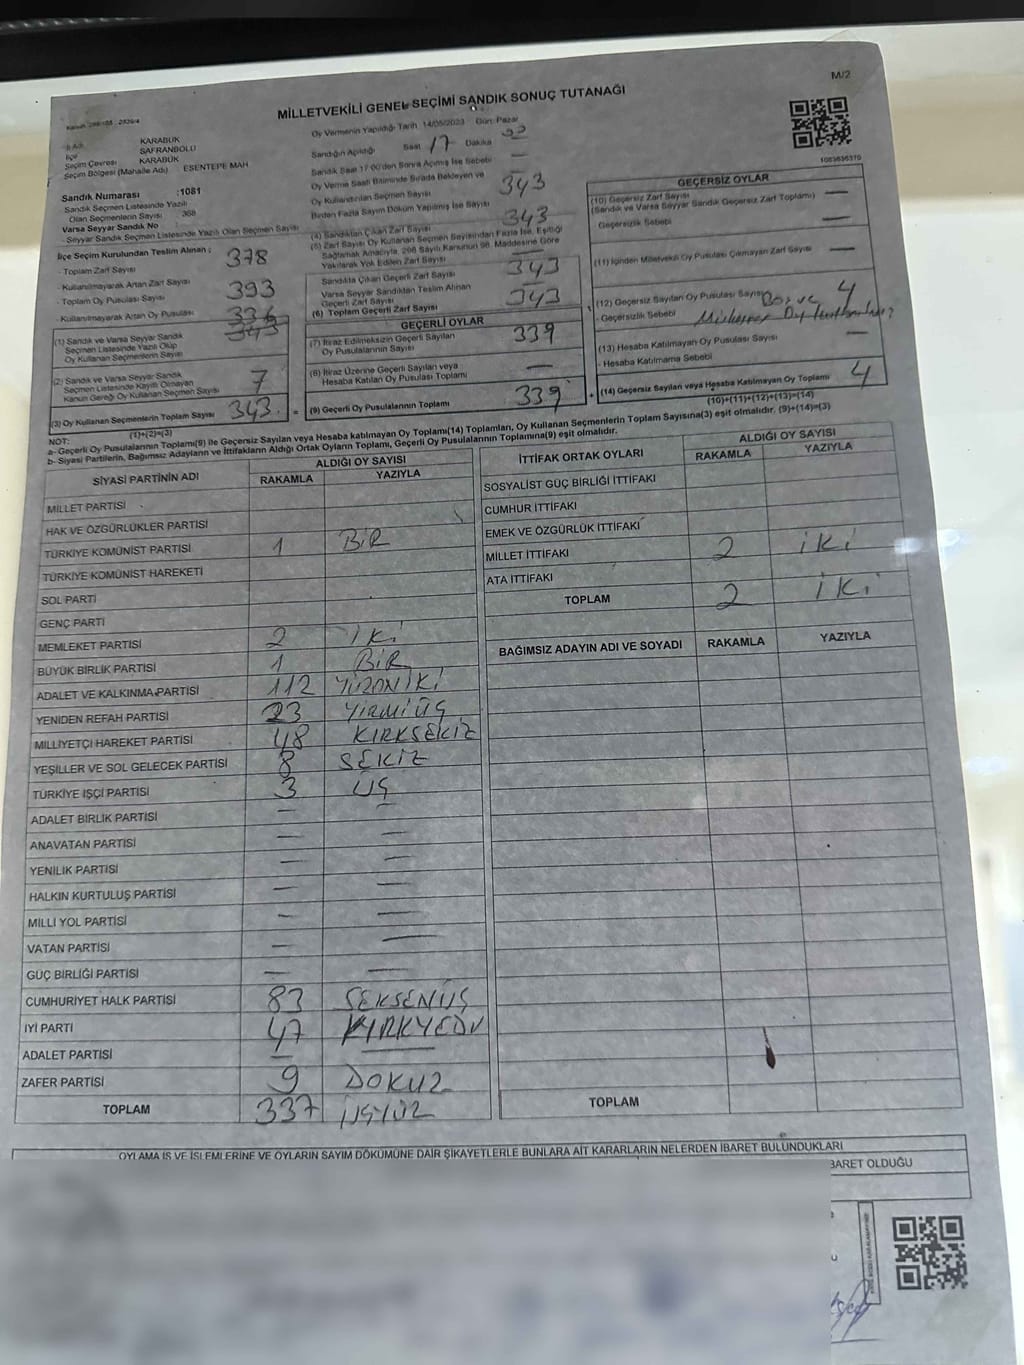 M/2
MİLLETVEKİLİ GENEL SEÇİMİ SANDIK SONUÇ TUTANAĞI
1083636370
İl Adı : KARABÜK
İlçe SAFRANBOLU
Seçim Çevresi KARABÜK
Seçim Bölgesi (Mahalle Adı) ESENTEPE MAH
Sandık Numarası :1081
Sandık Seçmen Listesinde Yazılı
Olan Seçmenlerin Sayısı : 368
Varsa Seyyar Sandık No
- Seyyar Sandık Seçmen Listesinde Yazılı Olan Seçmen Sayısı
İlçe Seçim Kurulundan Teslim Alınan :
- Toplam Zarf Sayısı 378
- Kullanılmayarak Artan Zarf Sayısı
- Toplam Oy Pusulası Sayısı 393
- Kullanılmayarak Artan Oy Pusulası
(1) Sandık ve Varsa Seyyar Sandık
Seçmen Listesinde Yazılı Olup
Oy Kullanan Seçmenlerin Sayısı 336
(2) Sandık ve Varsa Seyyar Sandık
Seçmen Listesinde Kayıtlı Olmayan
Kanun Gereği Oy Kullanan Seçmen Sayısı 7
(3) Oy Kullanan Seçmenlerin Toplam Sayısı 343 =
(1)+(2)=(3)
Oy Vermenin Yapıldığı Tarih 14/05/2023 Gün: Pazar
Sandığın Açıldığı Saat 17 Dakika
Sandık Saat 17.00'den Sonra Açılmış İse Sebebi
Oy Verme Saati Bitiminde Sırada Bekleyen ve
Oy Kullandırılan Seçmen Sayısı
Birden Fazla Sayım Döküm Yapılmış İse Sayısı 343
(4) Sandıktan Çıkan Zarf Sayısı 343
(5) Zarf Sayısı Oy Kullanan Seçmen Sayısından Fazla İse, Eşitliği
Sağlamak Amacıyla, 298 Sayılı Kanunun 98. Maddesine Göre
Yakılarak Yok Edilen Zarf Sayısı
Sandıkta Çıkan Geçerli Zarf Sayısı 343
Varsa Seyyar Sandıktan Teslim Alınan
Geçerli Zarf Sayısı
(6) Toplam Geçerli Zarf Sayısı 343
GEÇERLİ OYLAR
(7) İtiraz Edilmeksizin Geçerli Sayılan
Oy Pusulalarının Sayısı 339
(8) İtiraz Üzerine Geçerli Sayılan veya
Hesaba Katılan Oy Pusulası Toplamı —
(9) Geçerli Oy Pusulalarının Toplamı 339 +
GEÇERSİZ OYLAR
(10) Geçersiz Zarf Sayısı —
(Sandık ve Varsa Seyyar Sandık Geçersiz Zarf Toplamı)
Geçersizlik Sebebi —
(11) İçinden Milletvekili Oy Pusulası Çıkmayan Zarf Sayısı —
(12) Geçersiz Sayılan Oy Pusulası Sayısı 4
- Geçersizlik Sebebi Boş ve
(13) Hesaba Katılmayan Oy Pusulası Sayısı —
- Hesaba Katılmama Sebebi
(14) Geçersiz Sayılan veya Hesaba Katılmayan Oy Toplamı 4
(10)+(11)+(12)+(13)=(14)
NOT:
a- Geçerli Oy Pusulalarının Toplamı(9) ile Geçersiz Sayılan veya Hesaba katılmayan Oy Toplamı(14) Toplamları, Oy Kullanan Seçmenlerin Toplam Sayısına(3) eşit olmalıdır. (9)+(14)=(3)
b- Siyasi Partilerin, Bağımsız Adayların ve İttifakların Aldığı Ortak Oyların Toplamı, Geçerli Oy Pusulalarının Toplamına(9) eşit olmalıdır.
SİYASİ PARTİNİN ADI ALDIĞI OY SAYISI
RAKAMLA YAZIYLA
MİLLET PARTİSİ
HAK VE ÖZGÜRLÜKLER PARTİSİ
TÜRKİYE KOMÜNİST PARTİSİ 1 BİR
TÜRKİYE KOMÜNİST HAREKETİ
SOL PARTİ
GENÇ PARTİ
MEMLEKET PARTİSİ 2 İKİ
BÜYÜK BİRLİK PARTİSİ 1 BİR
ADALET VE KALKINMA PARTİSİ 112 YÜZONİKİ
YENİDEN REFAH PARTİSİ 23 YİRMİÜÇ
MİLLİYETÇİ HAREKET PARTİSİ 48 KIRKSEKİZ
YEŞİLLER VE SOL GELECEK PARTİSİ 8 SEKİZ
TÜRKİYE İŞÇİ PARTİSİ 3 ÜÇ
ADALET BİRLİK PARTİSİ — —
ANAVATAN PARTİSİ — —
YENİLİK PARTİSİ — —
HALKIN KURTULUŞ PARTİSİ — —
MİLLİ YOL PARTİSİ — —
VATAN PARTİSİ — —
GÜÇ BİRLİĞİ PARTİSİ — —
CUMHURİYET HALK PARTİSİ 83 SEKSENÜÇ
İYİ PARTİ 47 KIRKYEDİ
ADALET PARTİSİ — —
ZAFER PARTİSİ 9 DOKUZ
TOPLAM 337 ÜÇYÜZ
İTTİFAK ORTAK OYLARI ALDIĞI OY SAYISI
RAKAMLA YAZIYLA
SOSYALİST GÜÇ BİRLİĞİ İTTİFAKI
CUMHUR İTTİFAKI
EMEK VE ÖZGÜRLÜK İTTİFAKI
MİLLET İTTİFAKI 2 İKİ
ATA İTTİFAKI
TOPLAM 2 İKİ
BAĞIMSIZ ADAYIN ADI VE SOYADI RAKAMLA YAZIYLA
TOPLAM
OYLAMA İŞ VE İŞLEMLERİNE VE OYLARIN SAYIM DÖKÜMÜNE DAİR ŞİKAYETLERLE BUNLARA AİT KARARLARIN NELERDEN İBARET BULUNDUKLARI
BARET OLDUĞU